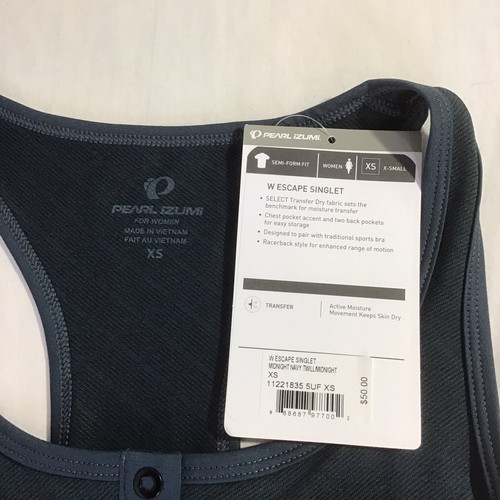 PEARL IZUMI
FOR WOMEN
MADE IN VIETNAM
FAIT AU VIETNAM
XS
PEARL IZUMI
SEMI-FORM FIT
WOMEN
XS
X-SMALL
W ESCAPE SINGLET
• SELECT Transfer Dry fabric sets the
benchmark for moisture transfer
• Chest pocket accent and two back pockets
for easy storage
• Designed to pair with traditional sports bra
• Racerback style for enhanced range of motion
TRANSFER
Active Moisture
Movement Keeps Skin Dry
W ESCAPE SINGLET
MIDNIGHT NAVY TWILL/MIDNIGHT
XS
11221835 5UF XS
$50.00